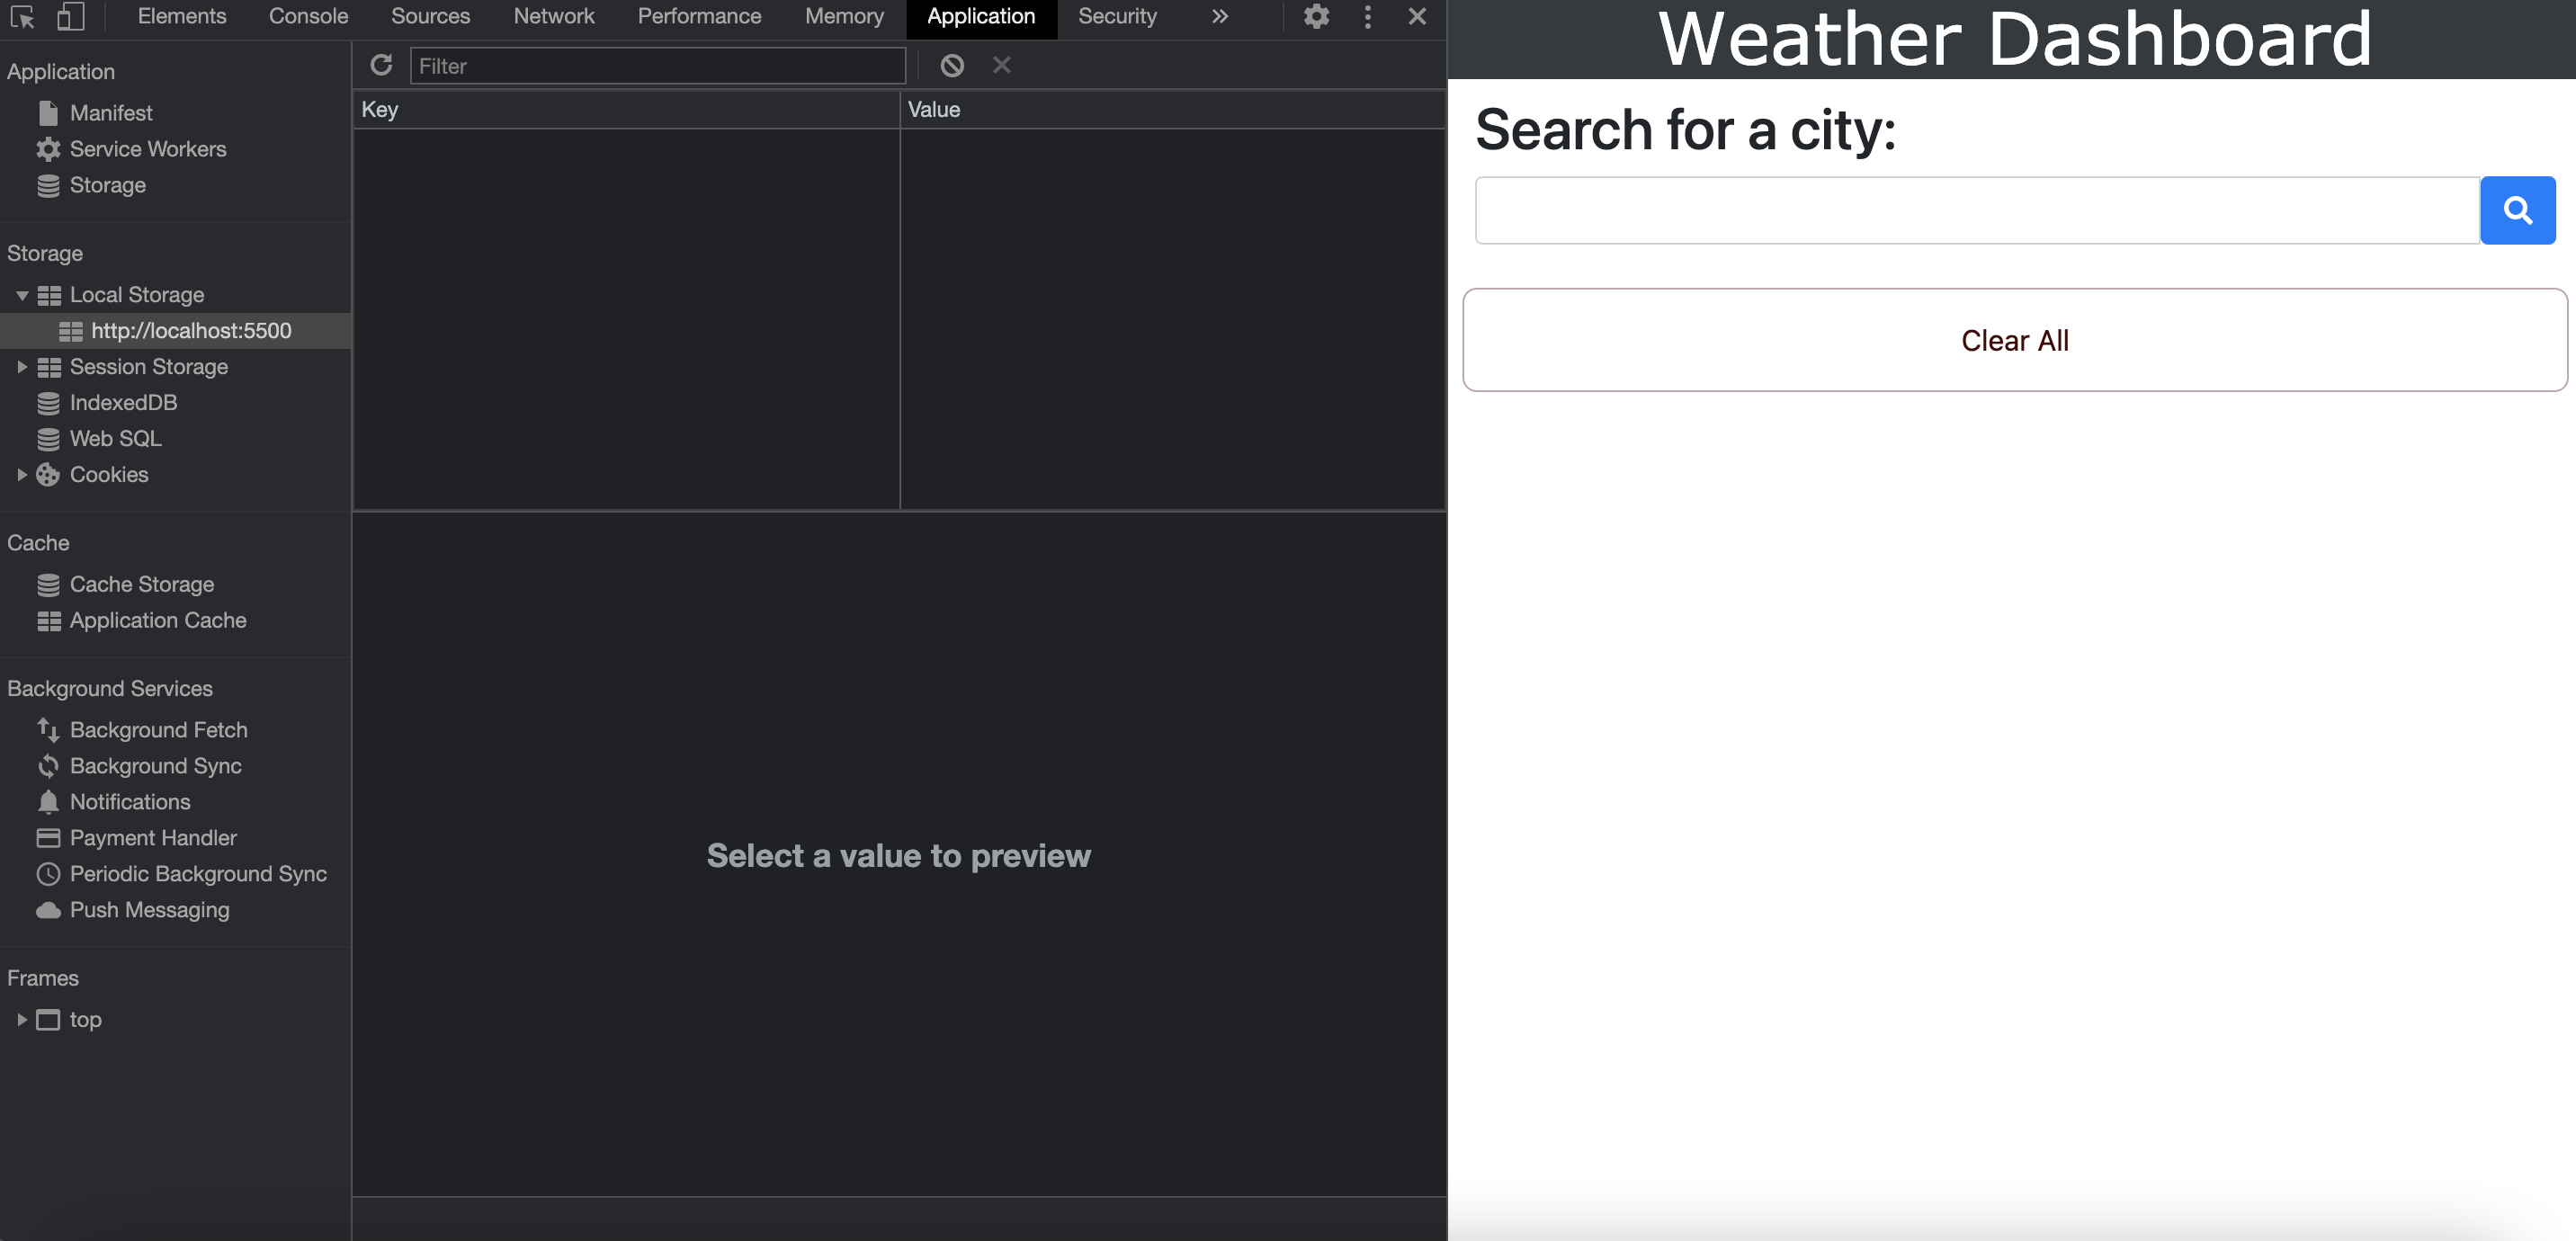 Elements Console Sources Network Performance Memory Application Security »
Application
Manifest
Service Workers
Storage
Storage
Local Storage
http://localhost:5500
Session Storage
IndexedDB
Web SQL
Cookies
Cache
Cache Storage
Application Cache
Background Services
Background Fetch
Background Sync
Notifications
Payment Handler
Periodic Background Sync
Push Messaging
Frames
top
Filter
Key Value
Select a value to preview
Weather Dashboard
Search for a city:
Clear All